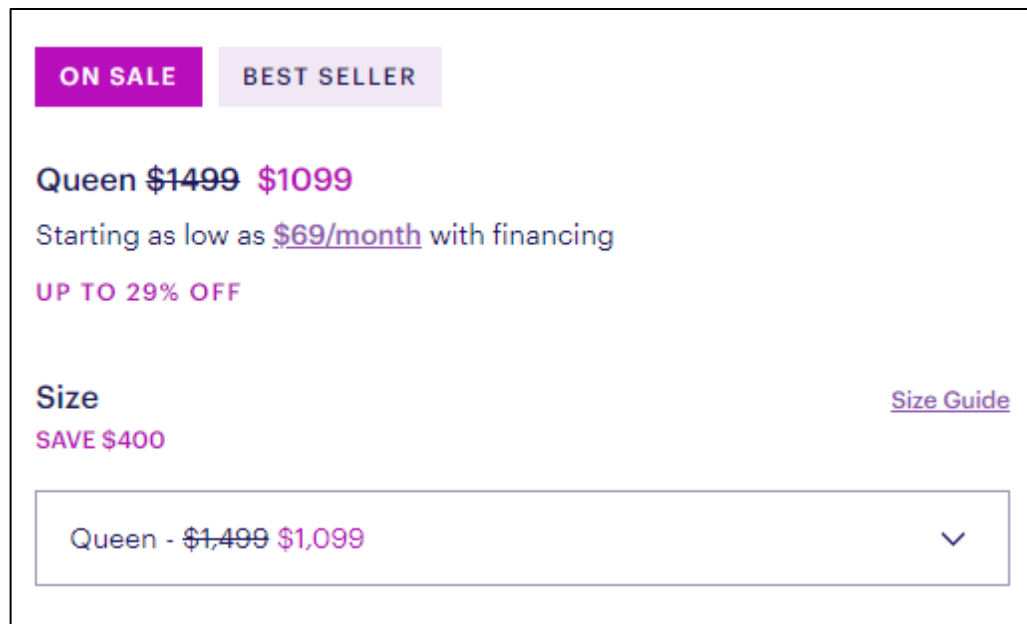 ON SALE BEST SELLER
Queen $1499 $1099
Starting as low as $69/month with financing
UP TO 29% OFF
Size Size Guide
SAVE $400
Queen - $1,499 $1,099